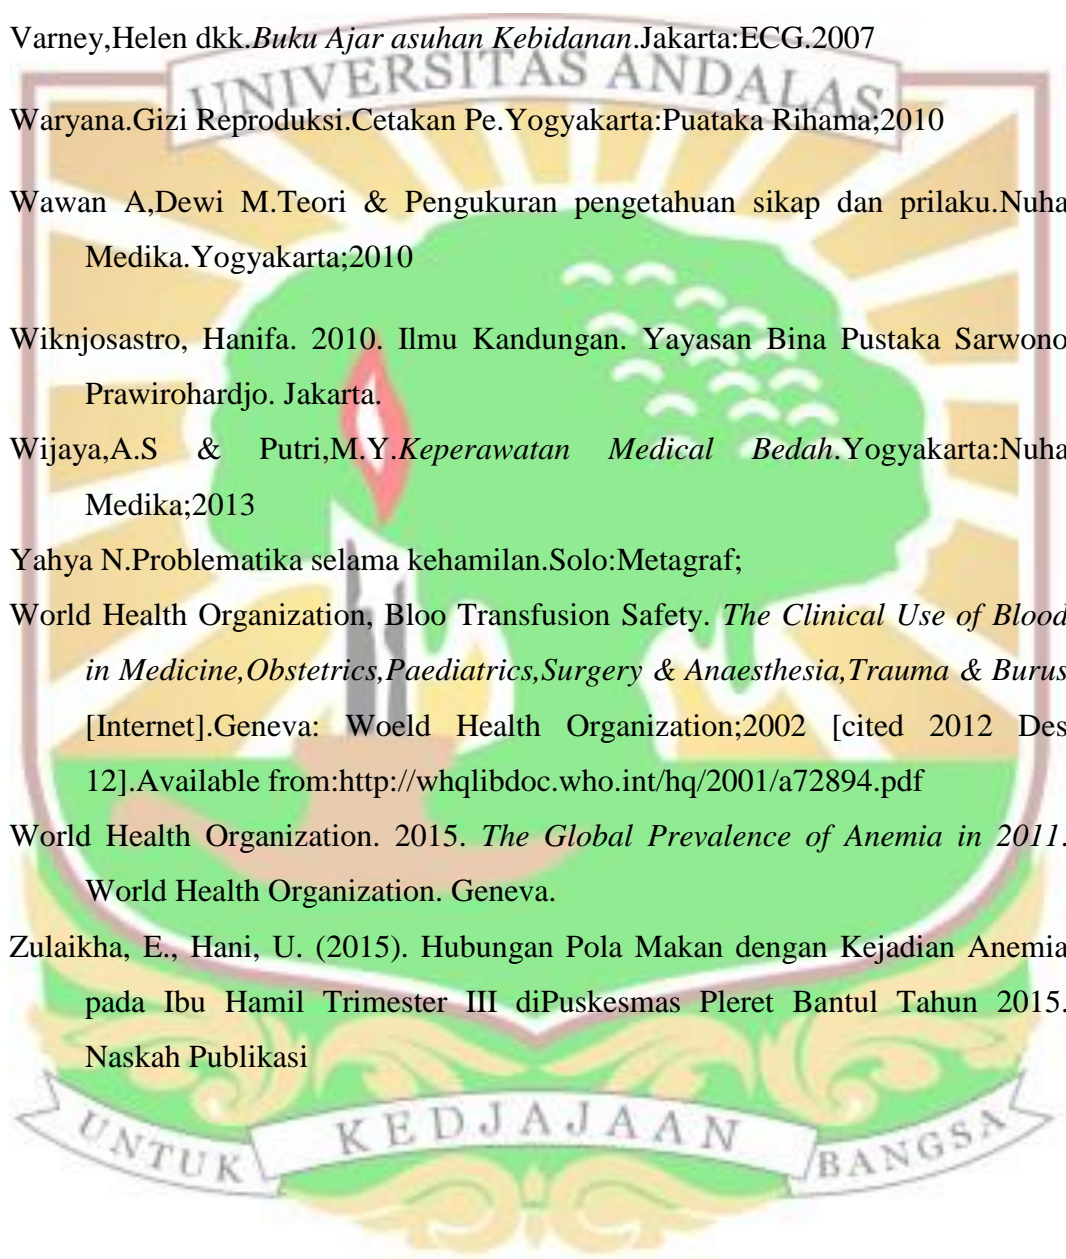 Varney,Helen dkk.Buku Ajar asuhan Kebidanan.Jakarta:ECG.2007
UNIVERSITAS ANDALAS
Waryana.Gizi Reproduksi.Cetakan Pe.Yogyakarta:Puataka Rihama;2010
Wawan A,Dewi M.Teori & Pengukuran pengetahuan sikap dan prilaku.Nuha
Medika.Yogyakarta;2010
Wiknjosastro, Hanifa. 2010. Ilmu Kandungan. Yayasan Bina Pustaka Sarwono
Prawirohardjo. Jakarta.
Wijaya,A.S & Putri,M.Y.Keperawatan Medical Bedah.Yogyakarta:Nuha
Medika;2013
Yahya N.Problematika selama kehamilan.Solo:Metagraf;
World Health Organization, Bloo Transfusion Safety. The Clinical Use of Blood
in Medicine,Obstetrics,Paediatrics,Surgery & Anaesthesia,Trauma & Burus
[Internet].Geneva: Woeld Health Organization;2002 [cited 2012 Des
12].Available from:http://whqlibdoc.who.int/hq/2001/a72894.pdf
World Health Organization. 2015. The Global Prevalence of Anemia in 2011.
World Health Organization. Geneva.
Zulaikha, E., Hani, U. (2015). Hubungan Pola Makan dengan Kejadian Anemia
pada Ibu Hamil Trimester III diPuskesmas Pleret Bantul Tahun 2015.
Naskah Publikasi
UNTUK KEDJAJAAN BANGSA